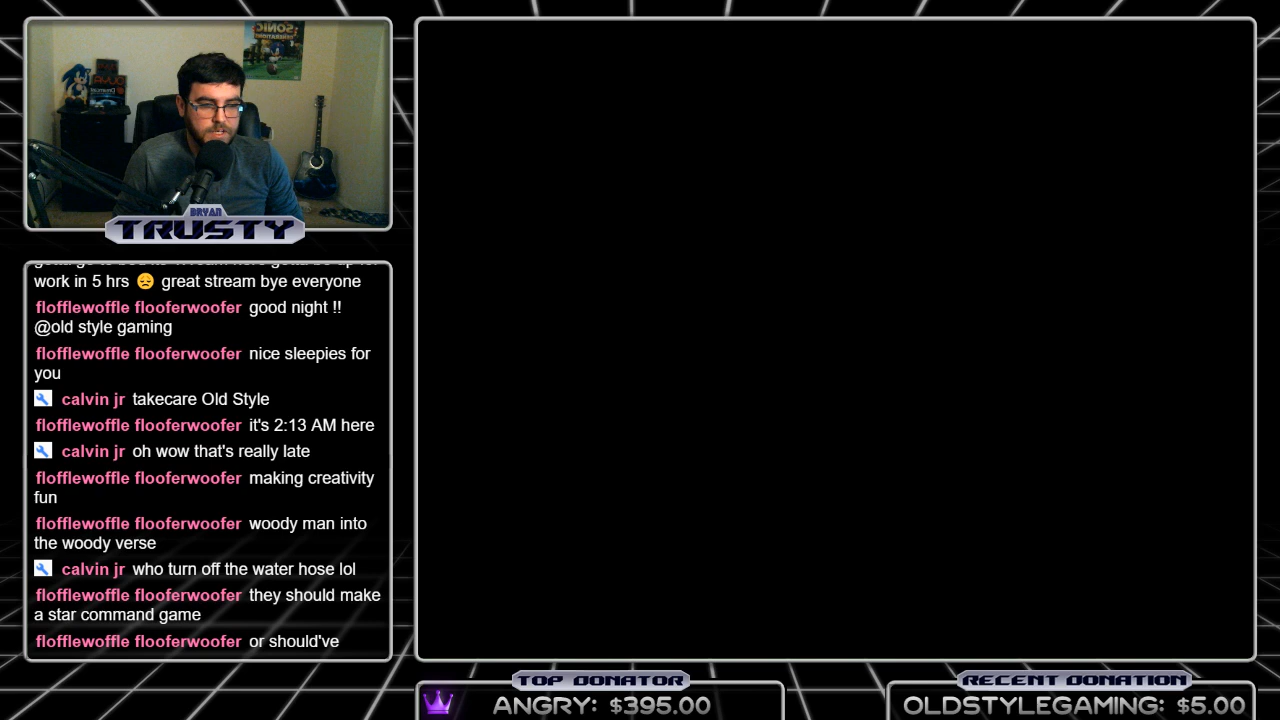 BRYAN
TRUSTY
work in 5 hrs 😞 great stream bye everyone
flofflewoffle flooferwoofer good night !!
@old style gaming
flofflewoffle flooferwoofer nice sleepies for
you
calvin jr takecare Old Style
flofflewoffle flooferwoofer it's 2:13 AM here
calvin jr oh wow that's really late
flofflewoffle flooferwoofer making creativity
fun
flofflewoffle flooferwoofer woody man into
the woody verse
calvin jr who turn off the water hose lol
flofflewoffle flooferwoofer they should make
a star command game
flofflewoffle flooferwoofer or should've
TOP DONATOR
ANGRY: $395.00
RECENT DONATION
OLDSTYLEGAMING: $5.00